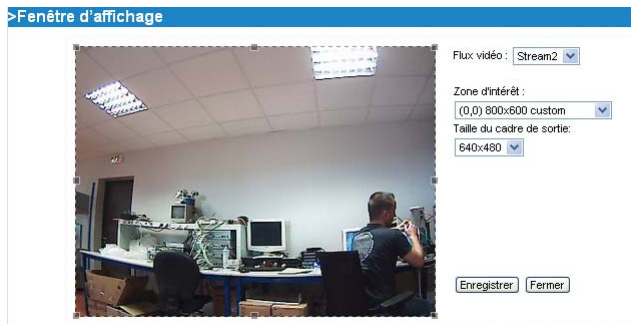 >Fenêtre d'affichage
Flux vidéo : Stream2
Zone d'intérêt :
(0,0) 800x600 custom
Taille du cadre de sortie:
640x480
Enregistrer Fermer